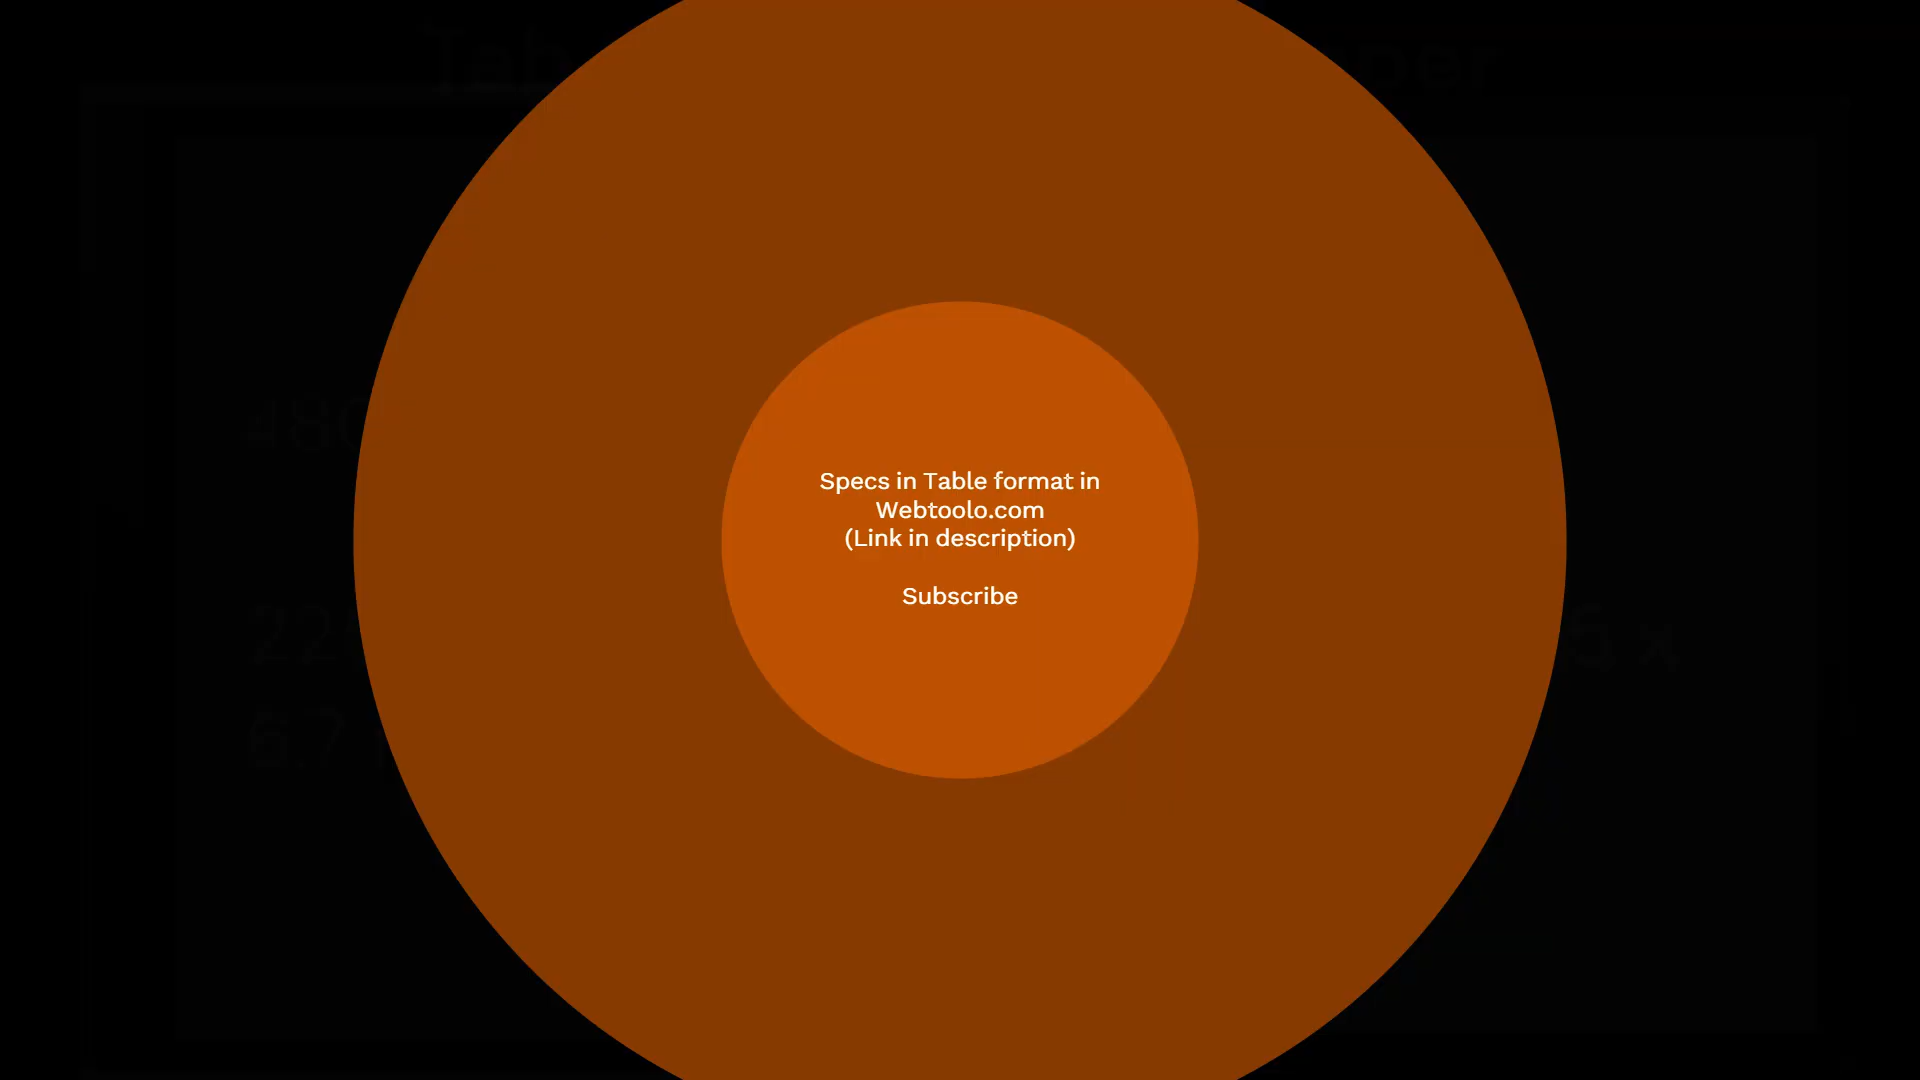 Specs in Table format in
Webtoolo.com
(Link in description)
Subscribe